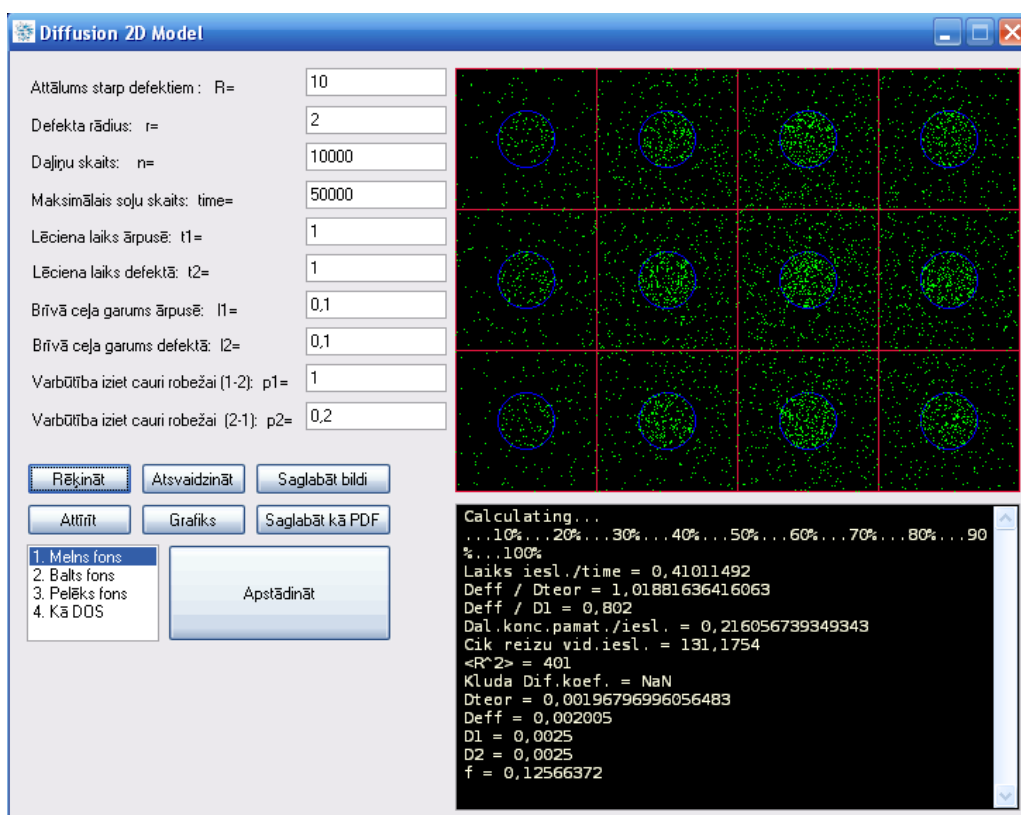 Diffusion 2D Model
Attālums starp defektiem : R= 10
Defekta rādius: r= 2
Daļiņu skaits: n= 10000
Maksimālais soļu skaits: time= 50000
Lēciena laiks ārpusē: t1= 1
Lēciena laiks defektā: t2= 1
Brīvā ceļa garums ārpusē: l1= 0,1
Brīvā ceļa garums defektā: l2= 0,1
Varbūtība iziet cauri robežai (1-2): p1= 1
Varbūtība iziet cauri robežai (2-1): p2= 0,2
Rēķināt Atsvaidzināt Saglabāt bildi
Attīrīt Grafiks Saglabāt kā PDF
1. Melns fons
2. Balts fons
3. Pelēks fons
4. Kā DOS
Apstādināt
Calculating...
...10%...20%...30%...40%...50%...60%...70%...80%...90
%...100%
Laiks iesl./time = 0,41011492
Deff / Dteor = 1,01881636416063
Deff / D1 = 0,802
Dal.konc.pamat./iesl. = 0,216056739349343
Cik reizu vid.iesl. = 131,1754
<R^2> = 401
Kluda Dif.koef. = NaN
Dteor = 0,00196796996056483
Deff = 0,002005
D1 = 0,0025
D2 = 0,0025
f = 0,12566372